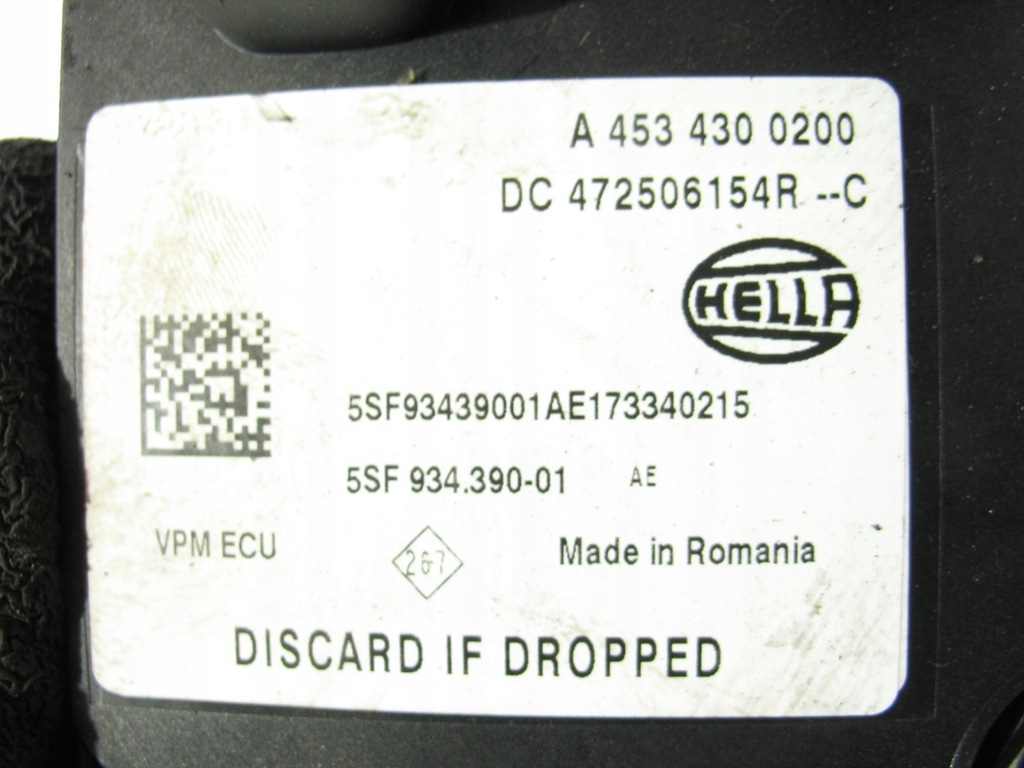 A 453 430 0200
DC 472506154R --C
HELLA
5SF93439001AE173340215
5SF 934.390-01 AE
VPM ECU
267
Made in Romania
DISCARD IF DROPPED